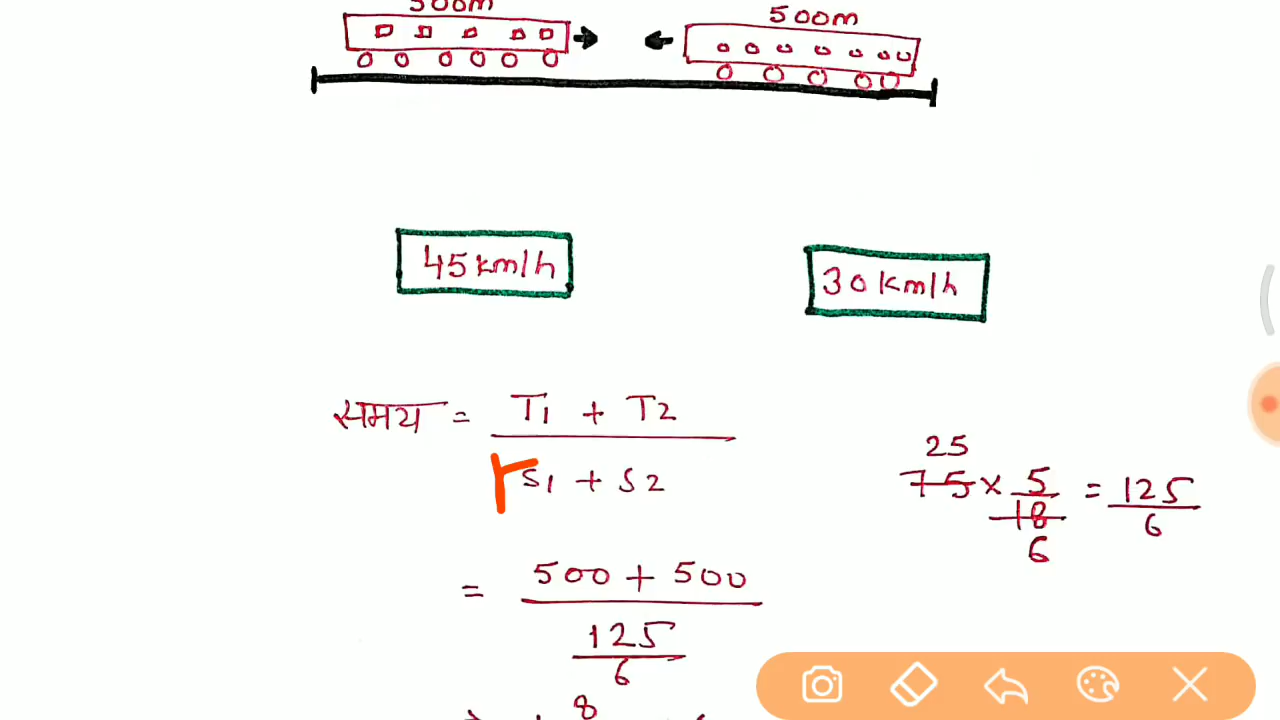 500m
500m
45km/h
30km/h
समय = T1 + T2
S1 + S2
25
75 × 5 = 125
18 6
6
= 500 + 500
125
6
8